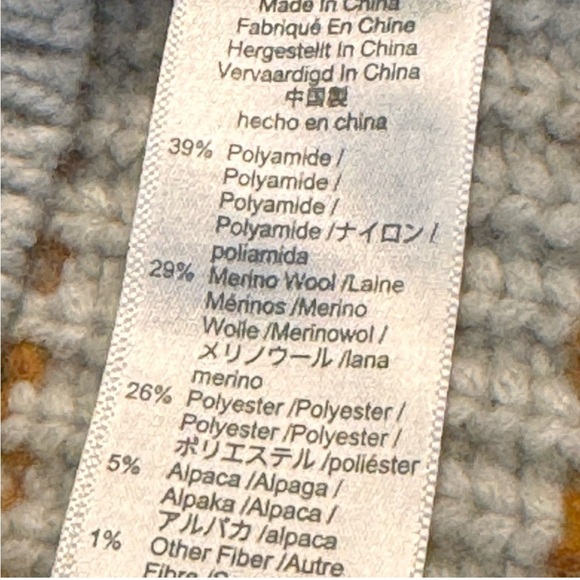 Made In China
Fabriqué En Chine
Hergestellt In China
Vervaardigd In China
中国製
hecho en china
39% Polyamide /
Polyamide /
Polyamide /
Polyamide /ナイロン /
poliamida
29% Merino Wool /Laine
Mérinos /Merino
Wolle /Merinowol /
メリノウール /lana
merino
26% Polyester /Polyester /
Polyester /Polyester /
ポリエステル /poliéster
5% Alpaca /Alpaga /
Alpaka /Alpaca /
アルパカ /alpaca
1% Other Fiber /Autre
Fibre